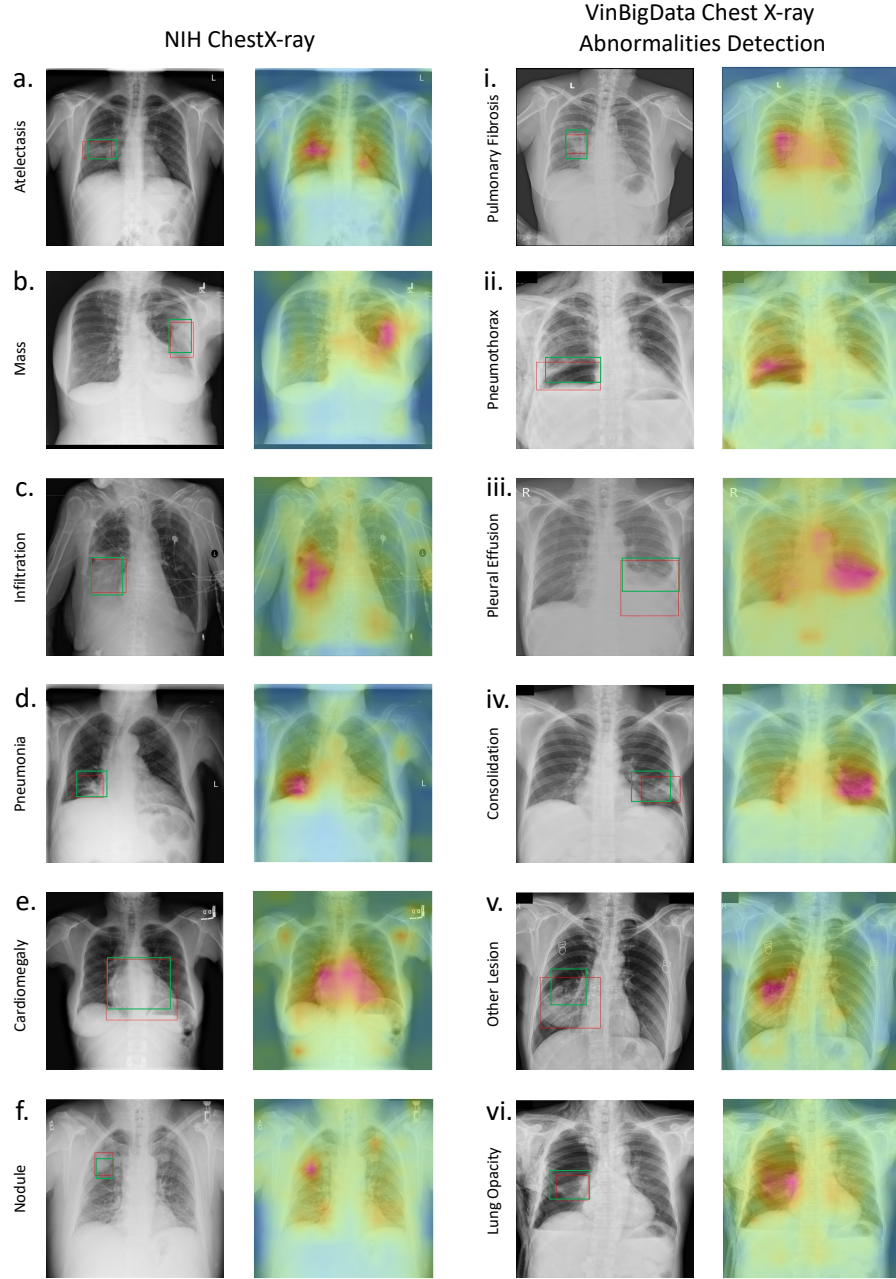 NIH ChestX-ray
VinBigData Chest X-ray
Abnormalities Detection
a.
Atelectasis
L
L
i.
Pulmonary Fibrosis
L
L
b.
Mass
L
ii.
Pneumothorax
c.
Infiltration
iii.
Pleural Effusion
R
R
d.
Pneumonia
L
L
iv.
Consolidation
e.
Cardiomegaly
v.
Other Lesion
f.
Nodule
vi.
Lung Opacity